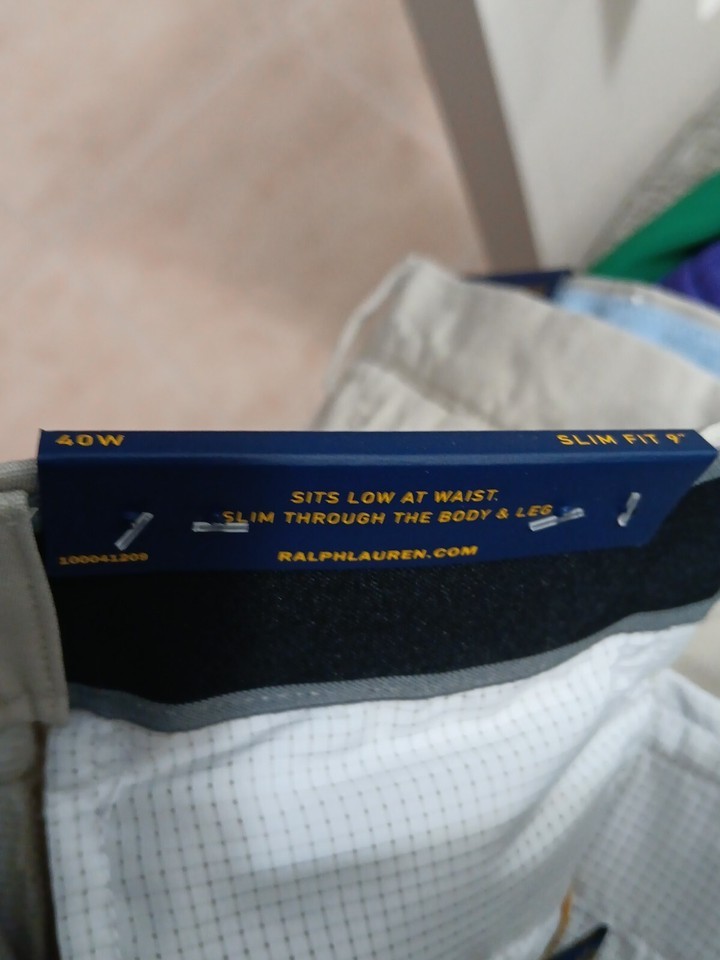 40W
SLIM FIT 9"
SITS LOW AT WAIST.
SLIM THROUGH THE BODY & LEG
100041209
RALPHLAUREN.COM